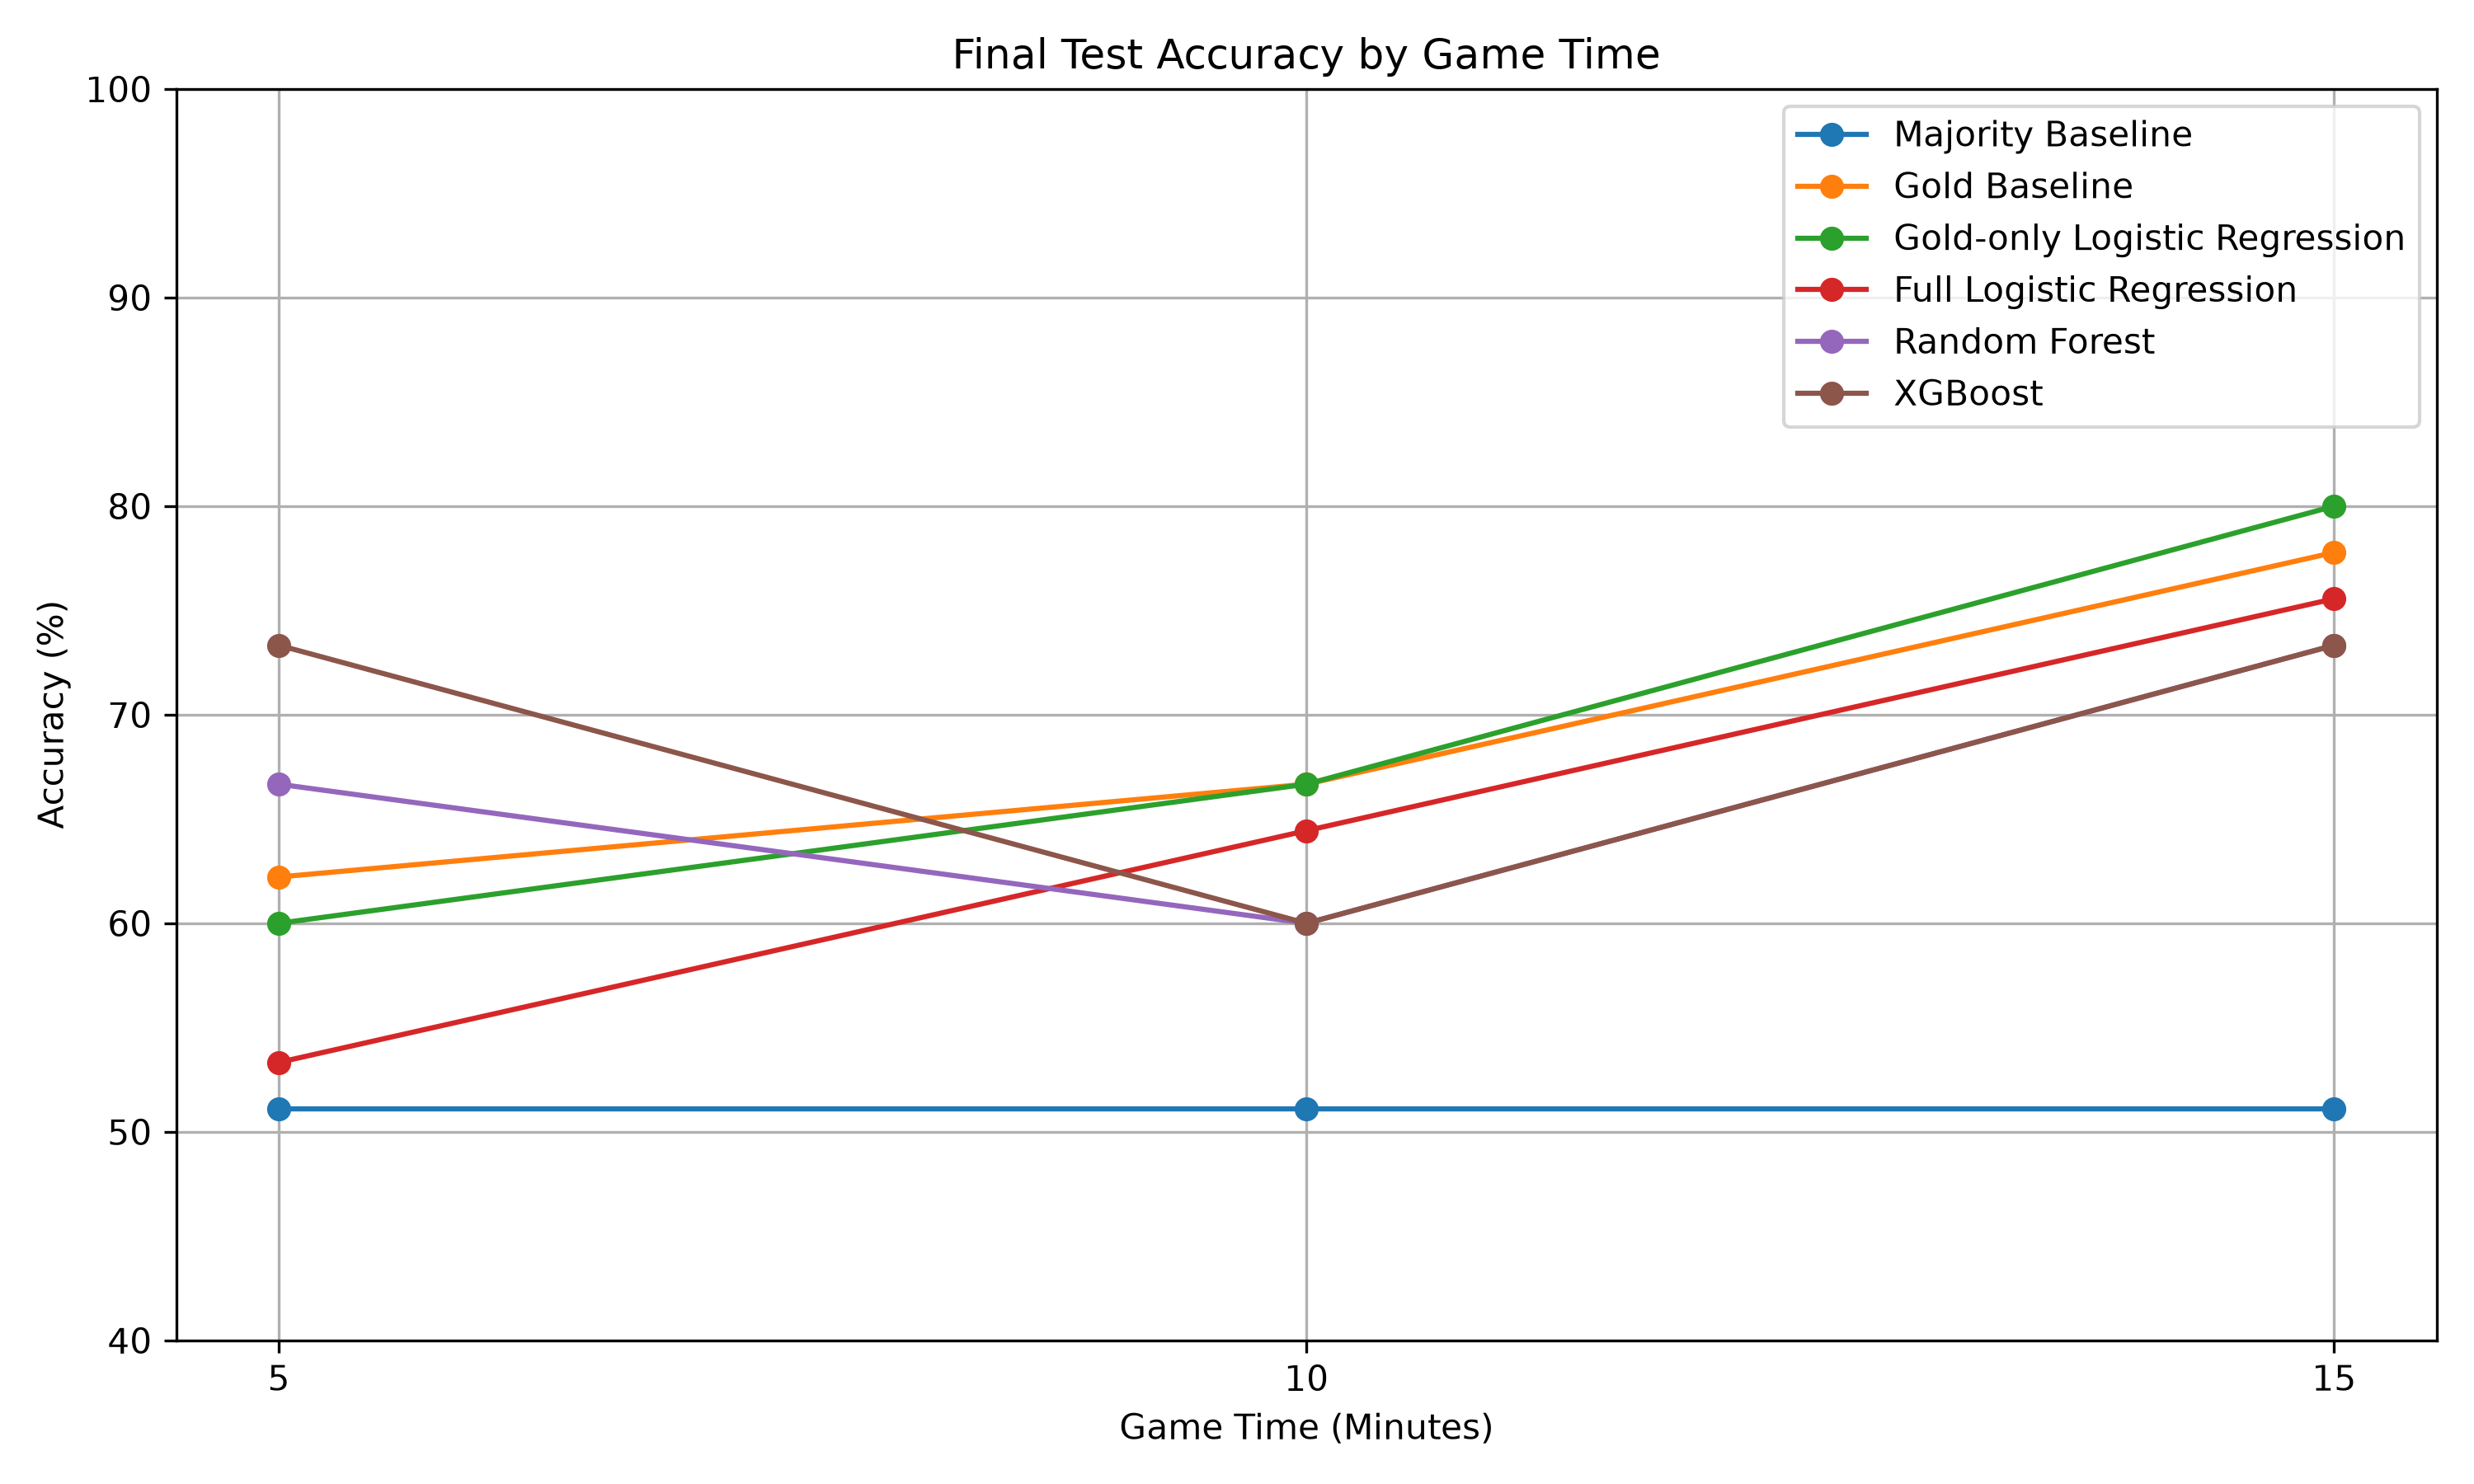 Final Test Accuracy by Game Time
100
90
80
70
60
50
40
Accuracy (%)
Majority Baseline
Gold Baseline
Gold-only Logistic Regression
Full Logistic Regression
Random Forest
XGBoost
5
10
15
Game Time (Minutes)